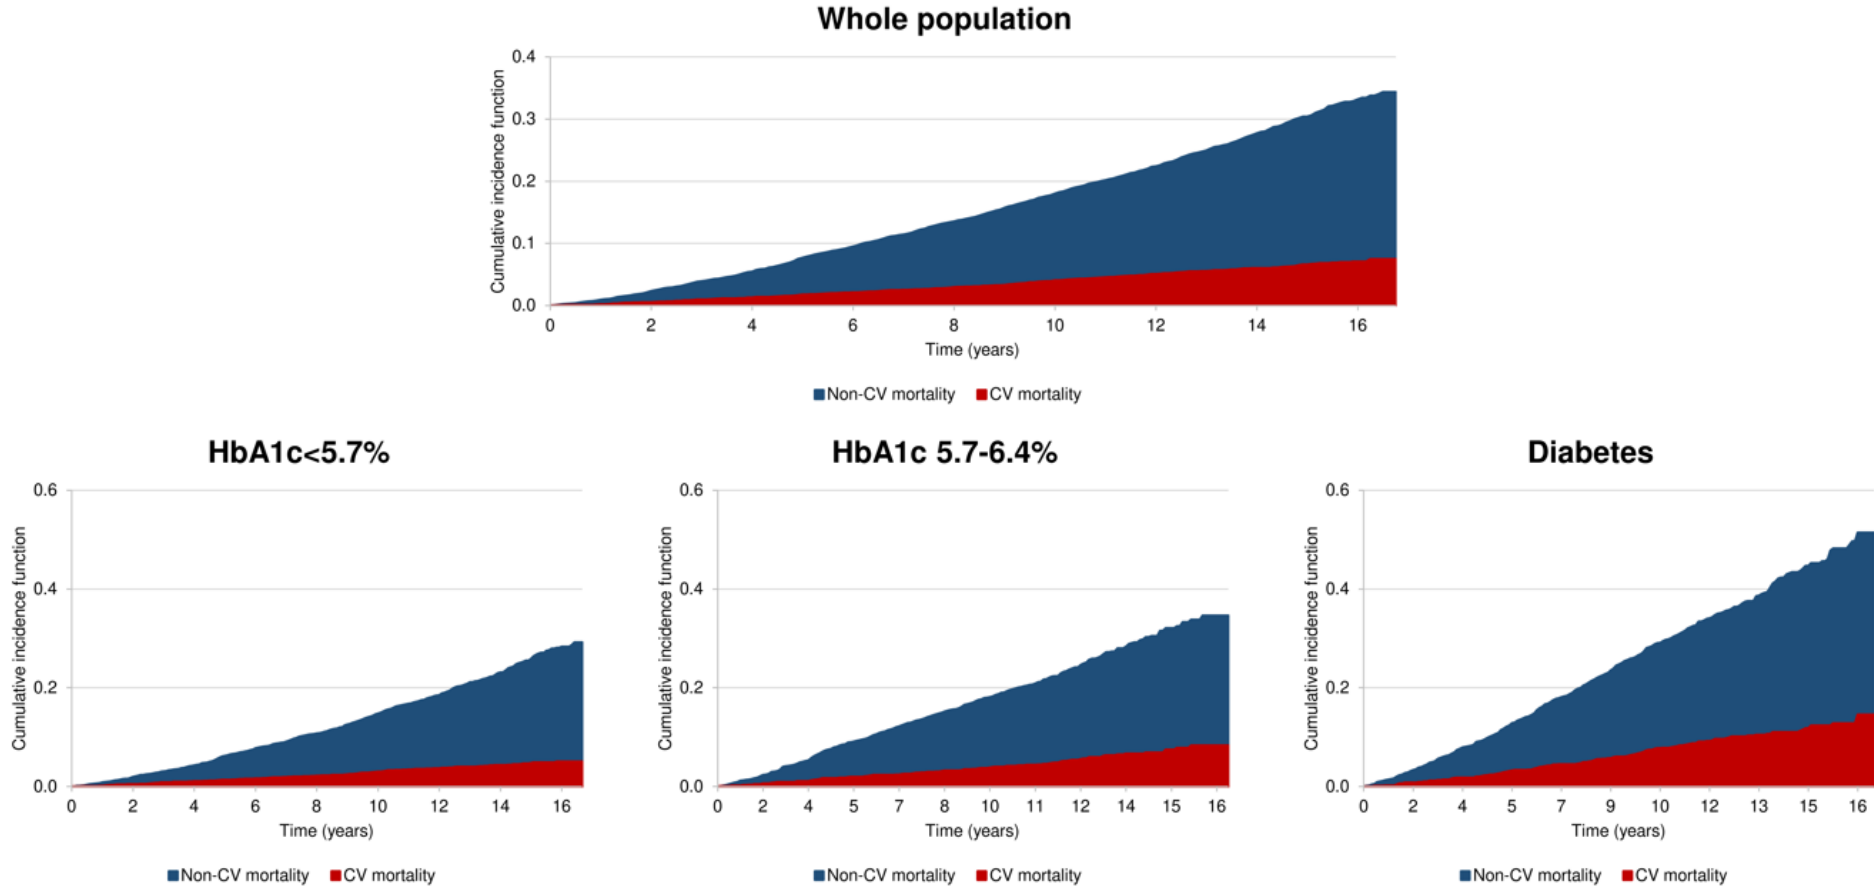 Whole population
Cumulative incidence function
0.4
0.3
0.2
0.1
0.0
0 2 4 6 8 10 12 14 16
Time (years)
Non-CV mortality CV mortality
HbA1c<5.7%
Cumulative incidence function
0.6
0.4
0.2
0.0
0 2 4 6 8 10 12 14 16
Time (years)
Non-CV mortality CV mortality
HbA1c 5.7-6.4%
Cumulative incidence function
0.6
0.4
0.2
0.0
0 2 4 5 7 8 10 11 12 14 15 16
Time (years)
Non-CV mortality CV mortality
Diabetes
Cumulative incidence function
0.6
0.4
0.2
0.0
0 2 4 5 7 9 10 12 13 15 16
Time (years)
Non-CV mortality CV mortality